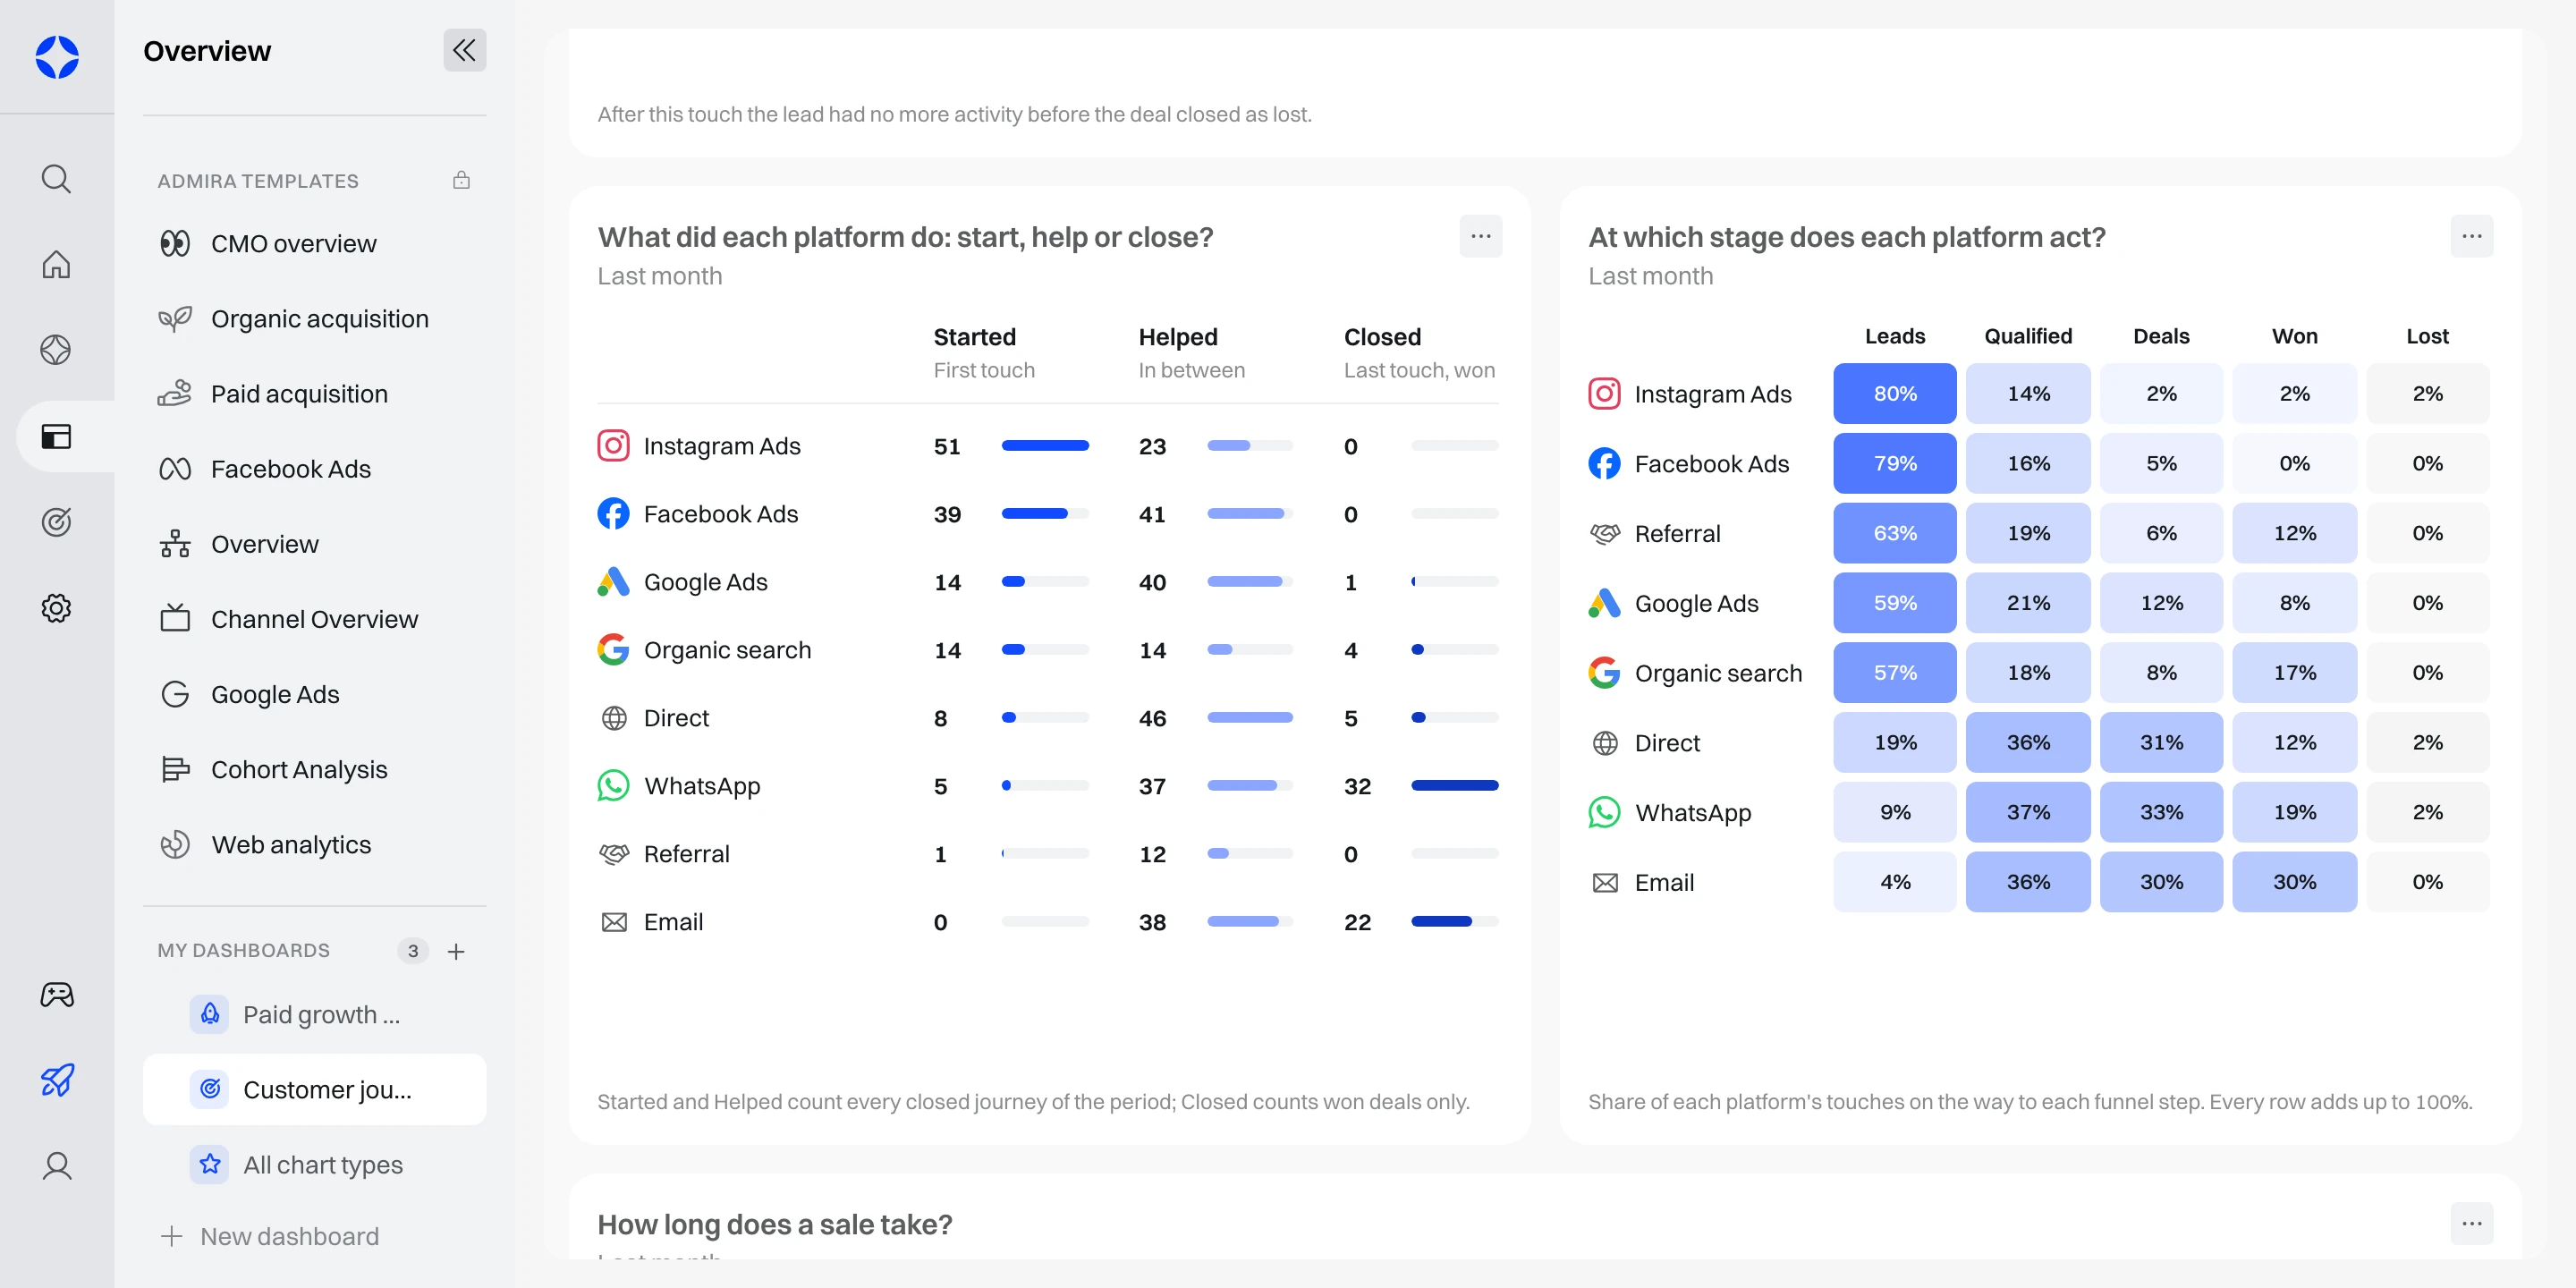 Overview
ADMIRA TEMPLATES
CMO overview
Organic acquisition
Paid acquisition
Facebook Ads
Overview
Channel Overview
Google Ads
Cohort Analysis
Web analytics
MY DASHBOARDS 3
Paid growth ...
Customer jou...
All chart types
New dashboard
After this touch the lead had no more activity before the deal closed as lost.
What did each platform do: start, help or close?
Last month
Started Helped Closed
First touch In between Last touch, won
Instagram Ads 51 23 0
Facebook Ads 39 41 0
Google Ads 14 40 1
Organic search 14 14 4
Direct 8 46 5
WhatsApp 5 37 32
Referral 1 12 0
Email 0 38 22
Started and Helped count every closed journey of the period; Closed counts won deals only.
At which stage does each platform act?
Last month
Leads Qualified Deals Won Lost
Instagram Ads 80% 14% 2% 2% 2%
Facebook Ads 79% 16% 5% 0% 0%
Referral 63% 19% 6% 12% 0%
Google Ads 59% 21% 12% 8% 0%
Organic search 57% 18% 8% 17% 0%
Direct 19% 36% 31% 12% 2%
WhatsApp 9% 37% 33% 19% 2%
Email 4% 36% 30% 30% 0%
Share of each platform's touches on the way to each funnel step. Every row adds up to 100%.
How long does a sale take?
Last month